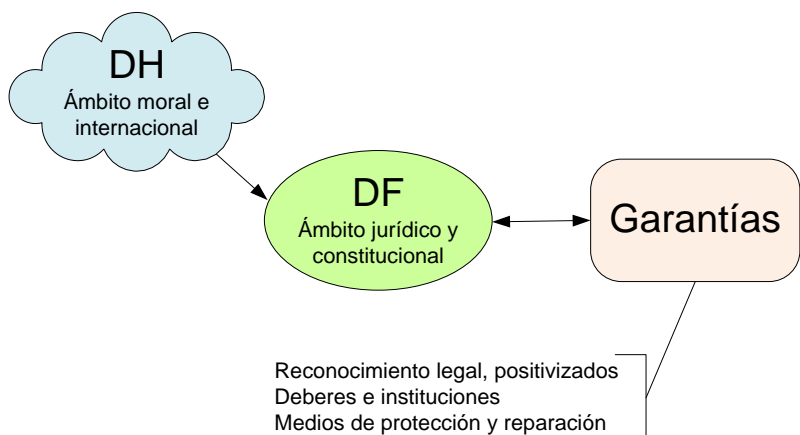 DH
Ámbito moral e
internacional
DF
Ámbito jurídico y
constitucional
Garantías
Reconocimiento legal, positivizados
Deberes e instituciones
Medios de protección y reparación